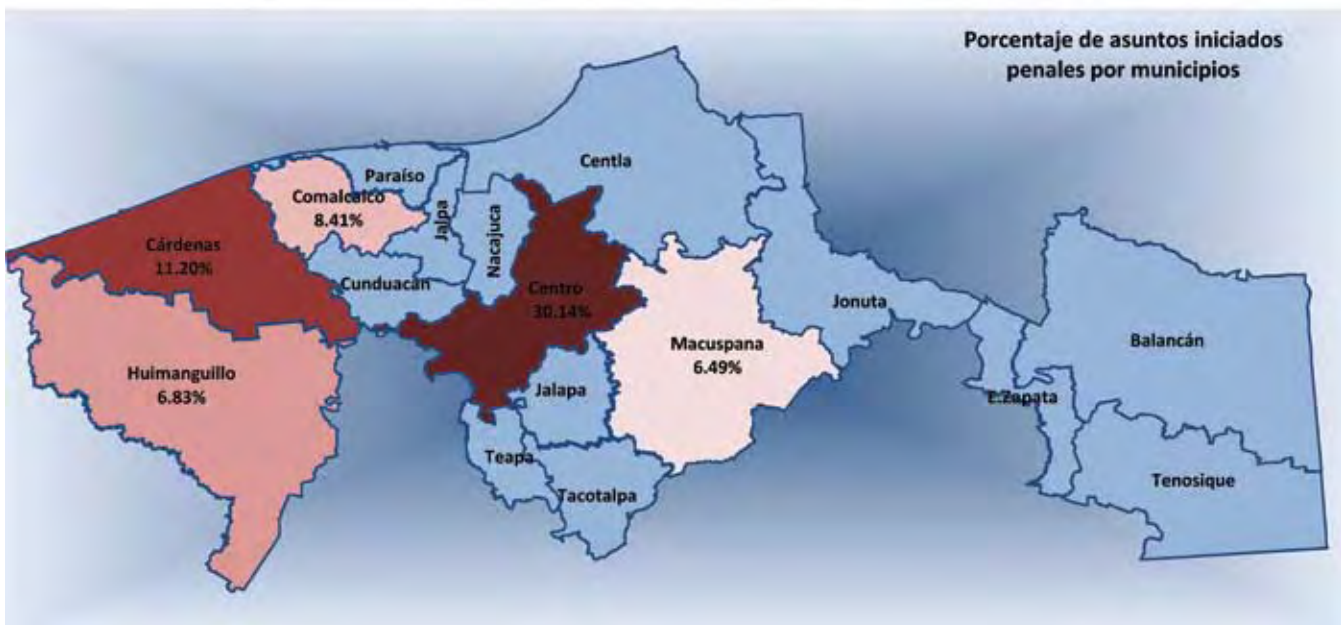 Porcentaje de asuntos iniciados
penales por municipios
Centla
Paraíso
Comalcalco
8.41%
Jalpa
Nacajuca
Cárdenas
11.20%
Cunduacán
Centro
30.14%
Jonuta
Macuspana
6.49%
Balancán
Huimanguillo
6.83%
Jalapa
E.Zapata
Teapa
Tacotalpa
Tenosique